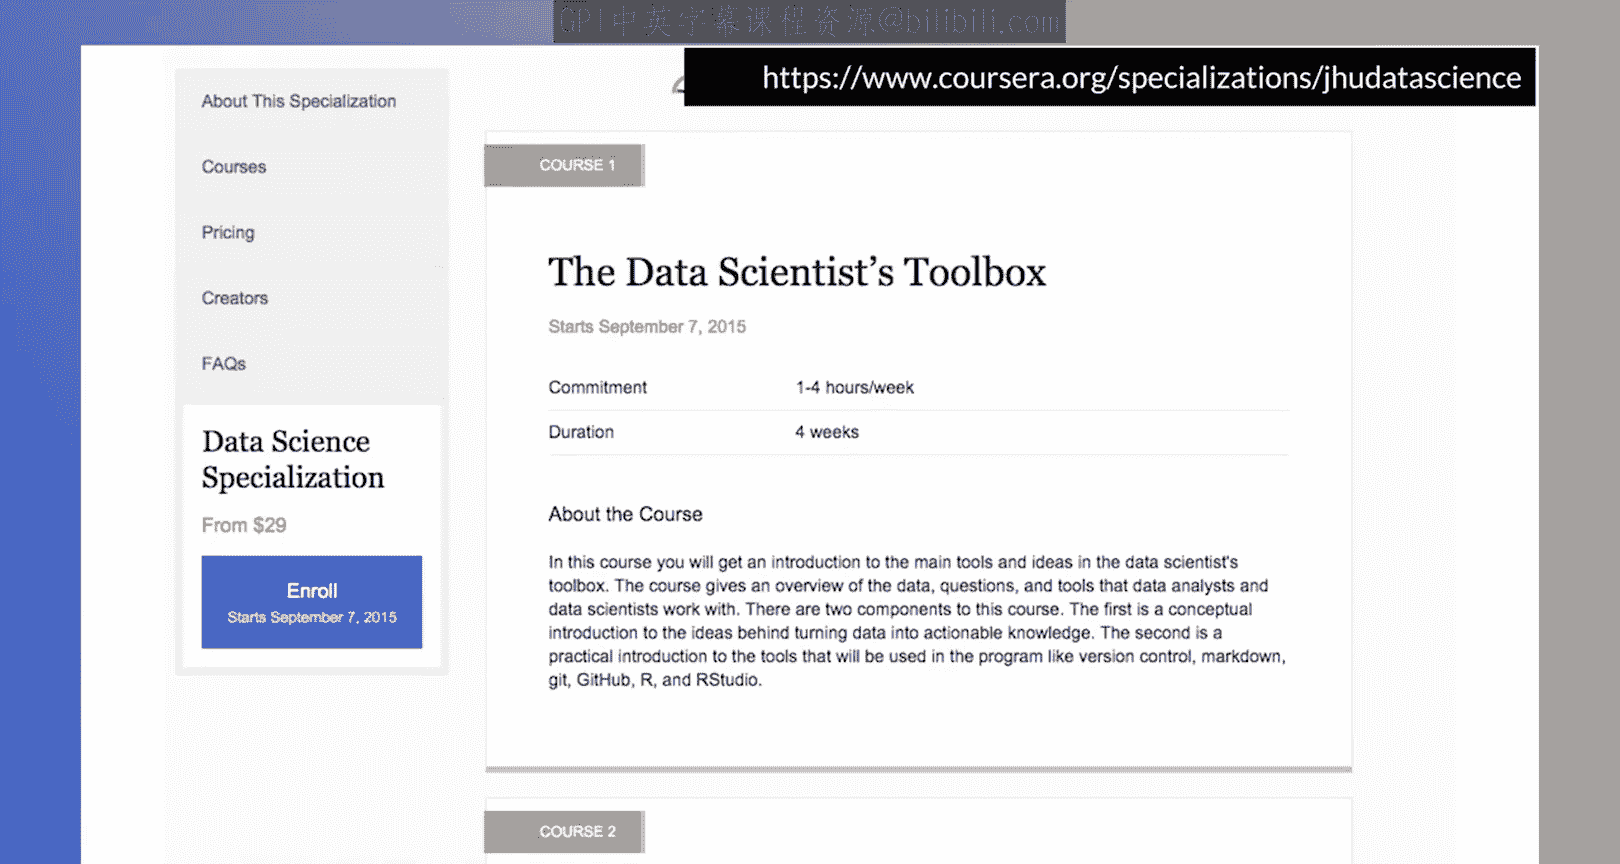 GPT中英字幕课程资源@bilibili.com
https://www.coursera.org/specializations/jhudatascience
About This Specialization
Courses
Pricing
Creators
FAQs
Data Science
Specialization
From $29
Enroll
Starts September 7, 2015
COURSE 1
The Data Scientist’s Toolbox
Starts September 7, 2015
Commitment 1-4 hours/week
Duration 4 weeks
About the Course
In this course you will get an introduction to the main tools and ideas in the data scientist's
toolbox. The course gives an overview of the data, questions, and tools that data analysts and
data scientists work with. There are two components to this course. The first is a conceptual
introduction to the ideas behind turning data into actionable knowledge. The second is a
practical introduction to the tools that will be used in the program like version control, markdown,
git, GitHub, R, and RStudio.
COURSE 2